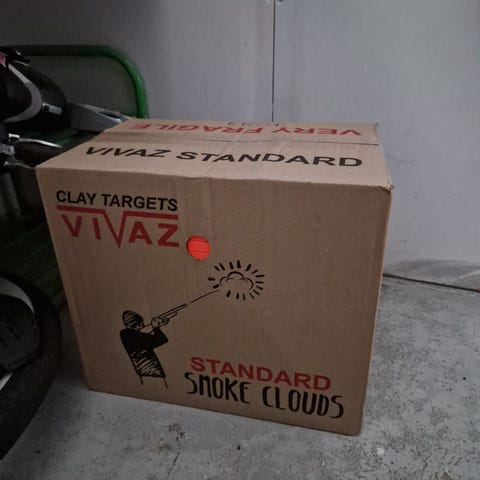 VERY FRAGILE
VIVAZ STANDARD
CLAY TARGETS
VIVAZ
STANDARD
SMOKE CLOUDS